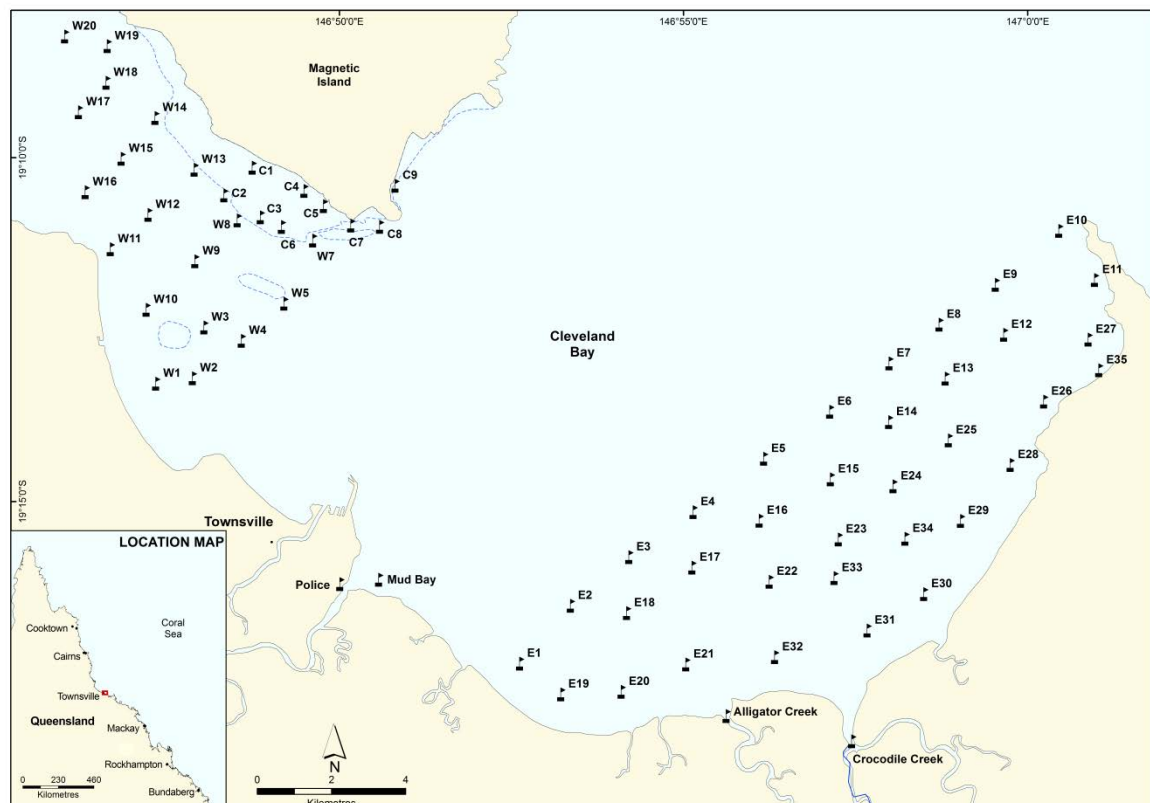 146°50'0"E
146°55'0"E
147°0'0"E
W20
W19
Magnetic
Island
W18
W17
W14
19°10'0"S
W15
W13
C1
C9
W16
C4
C2
W12
C5
C3
W8
E10
C6
C7
C8
W11
W7
W9
E11
E9
W5
W10
E8
E12
W3
W4
Cleveland
Bay
E27
E7
E35
W1
W2
E13
E26
E6
E14
E25
E5
E28
E15
E24
19°15'0"S
E4
Townsville
E16
E29
E23
E34
LOCATION MAP
E3
E17
E22
E33
Police
Mud Bay
E2
E18
E30
Coral
Sea
Cooktown
E31
Cairns
E1
E32
E21
Townsville
E19
E20
Queensland
Mackay
Alligator Creek
Crocodile Creek
N
Rockhampton
0 230 460
Kilometres
0 2 4
Kilometres
Bundaberg